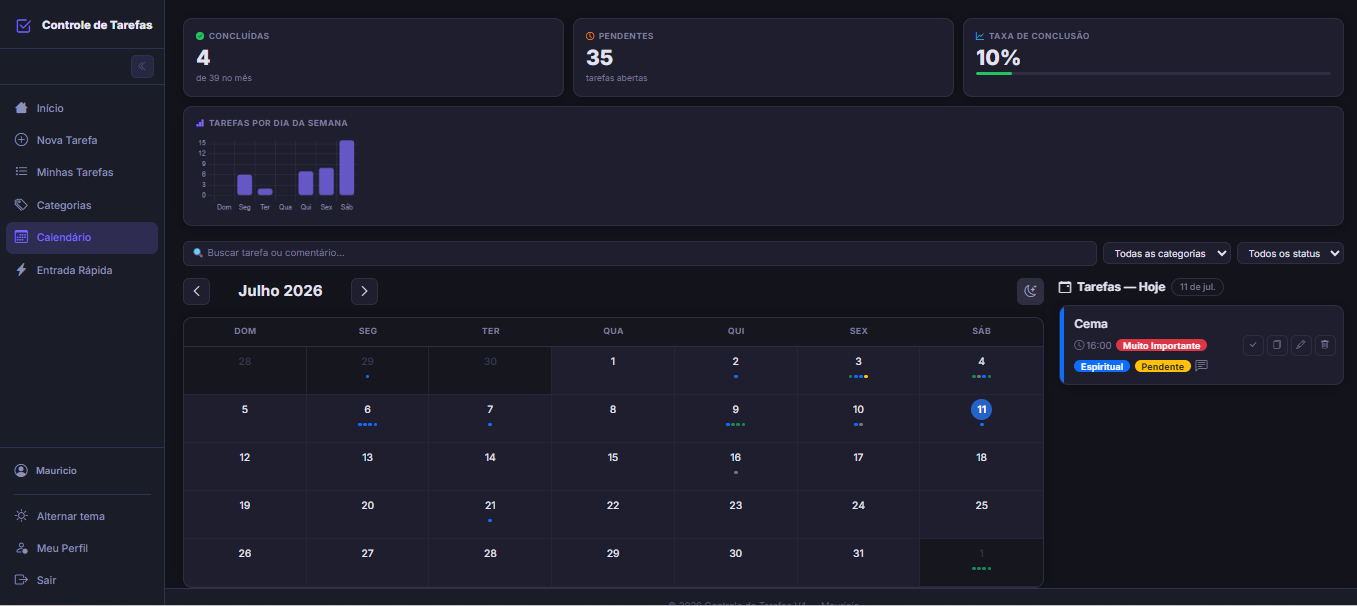 Controle de Tarefas
Início
Nova Tarefa
Minhas Tarefas
Categorias
Calendário
Entrada Rápida
Mauricio
Alternar tema
Meu Perfil
Sair
CONCLUÍDAS
4
de 39 no mês
PENDENTES
35
tarefas abertas
TAXA DE CONCLUSÃO
10%
TAREFAS POR DIA DA SEMANA
15
12
9
6
3
0
Dom Seg Ter Qua Qui Sex Sáb
Buscar tarefa ou comentário...
Todas as categorias
Todos os status
Julho 2026
DOM SEG TER QUA QUI SEX SÁB
28 29 30 1 2 3 4
5 6 7 8 9 10 11
12 13 14 15 16 17 18
19 20 21 22 23 24 25
26 27 28 29 30 31 1
Tarefas — Hoje 11 de jul.
Cema
16:00 Muito Importante
Espiritual Pendente
© 2026 Controle de Tarefas V4 — Mauricio